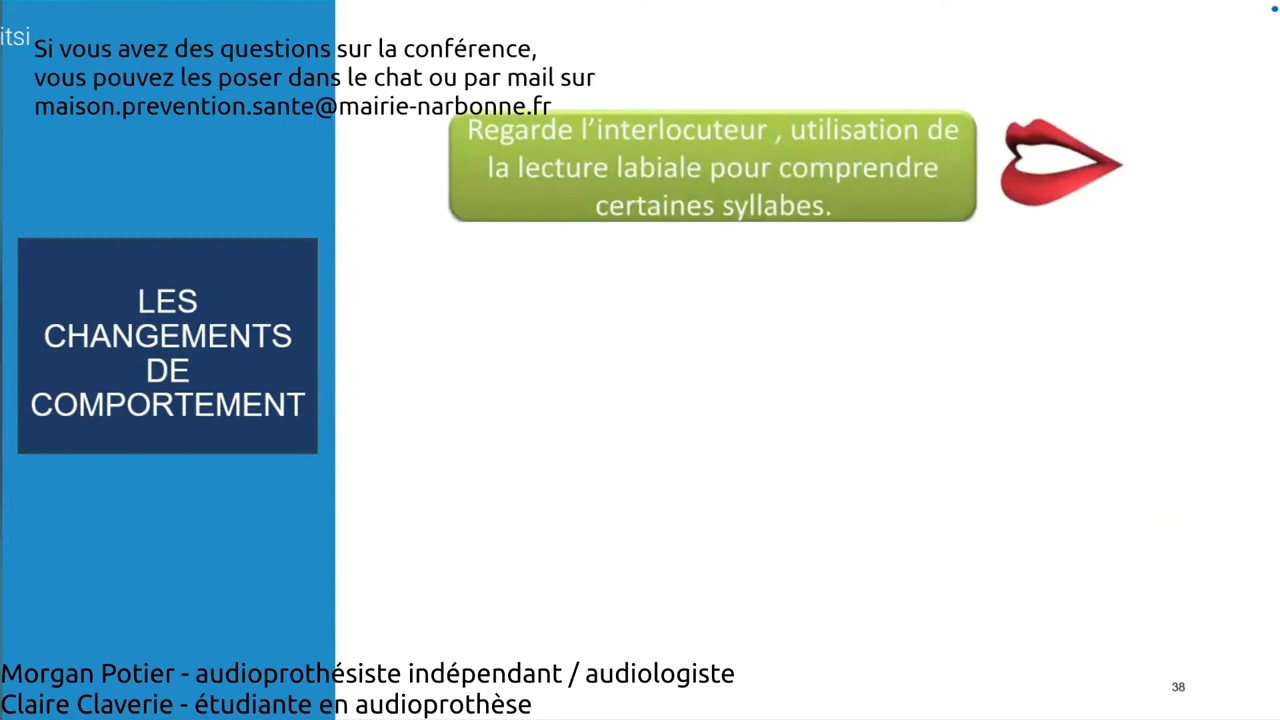 itsi
Si vous avez des questions sur la conférence,
vous pouvez les poser dans le chat ou par mail sur
maison.prevention.sante@mairie-narbonne.fr
Regarde l'interlocuteur , utilisation de
la lecture labiale pour comprendre
certaines syllabes.
LES
CHANGEMENTS
DE
COMPORTEMENT
Morgan Potier - audioprothésiste indépendant / audiologiste
Claire Claverie - étudiante en audioprothèse
38